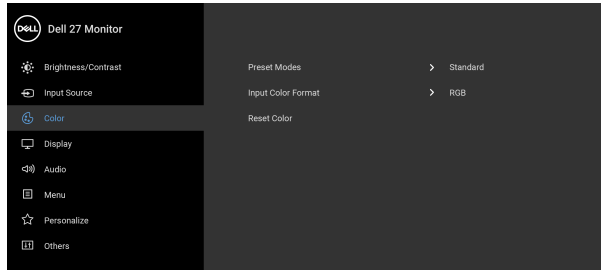 DELL Dell 27 Monitor
Brightness/Contrast
Input Source
Color
Display
Audio
Menu
Personalize
Others
Preset Modes > Standard
Input Color Format > RGB
Reset Color